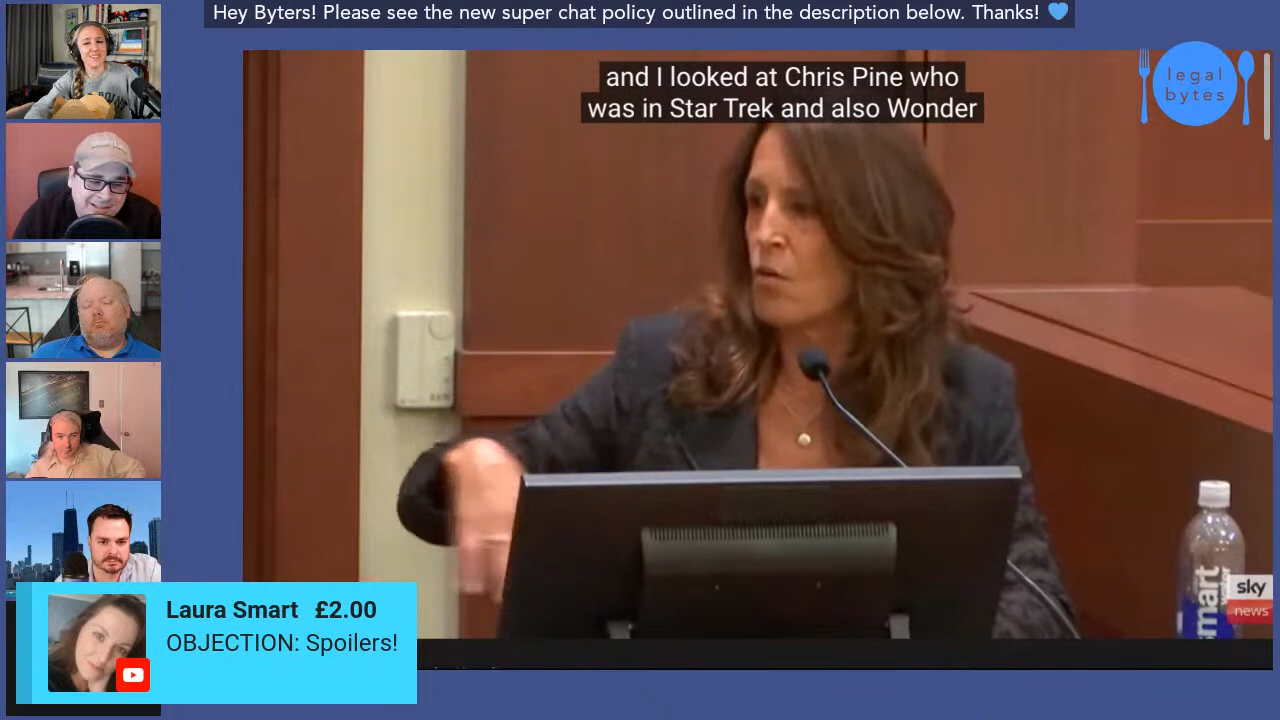 Hey Byters! Please see the new super chat policy outlined in the description below. Thanks! 💙
legal
bytes
and I looked at Chris Pine who
was in Star Trek and also Wonder
smart
sky
news
Laura Smart £2.00
OBJECTION: Spoilers!